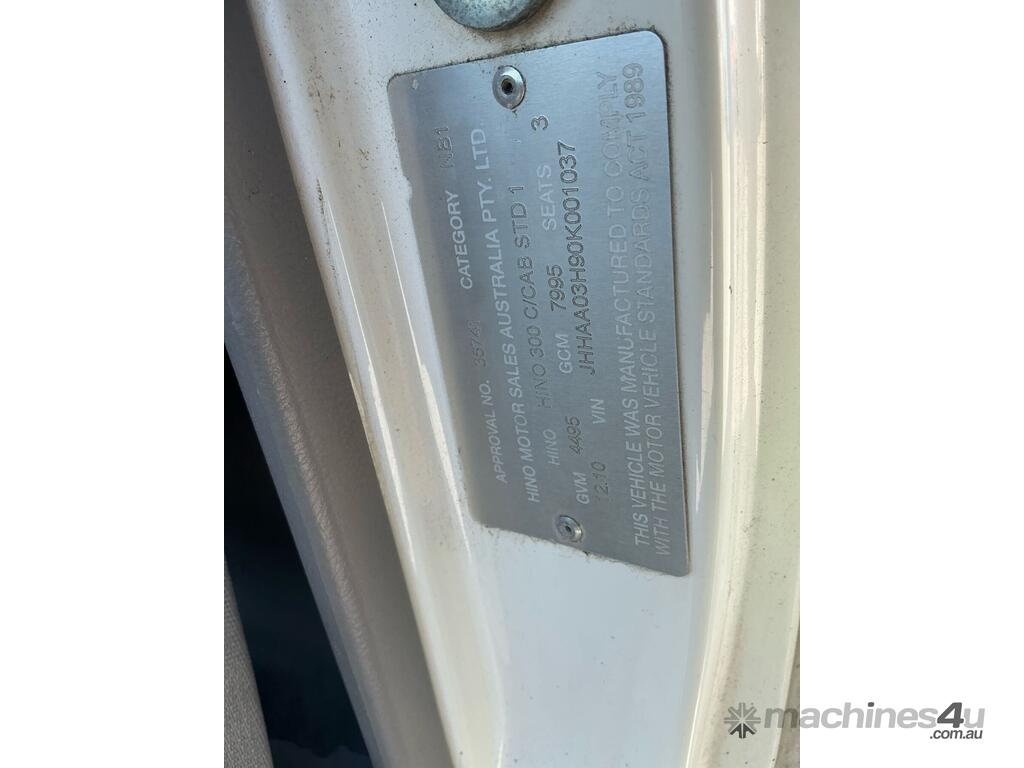 APPROVAL NO. 35749 CATEGORY NB1
HINO MOTOR SALES AUSTRALIA PTY. LTD.
HINO HINO 300 C/CAB STD 1
GVM 4495 GCM 7995 SEATS 3
12.10 VIN JHHAA03H90K001037
THIS VEHICLE WAS MANUFACTURED TO COMPLY
WITH THE MOTOR VEHICLE STANDARDS ACT 1989
machines4u
.com.au